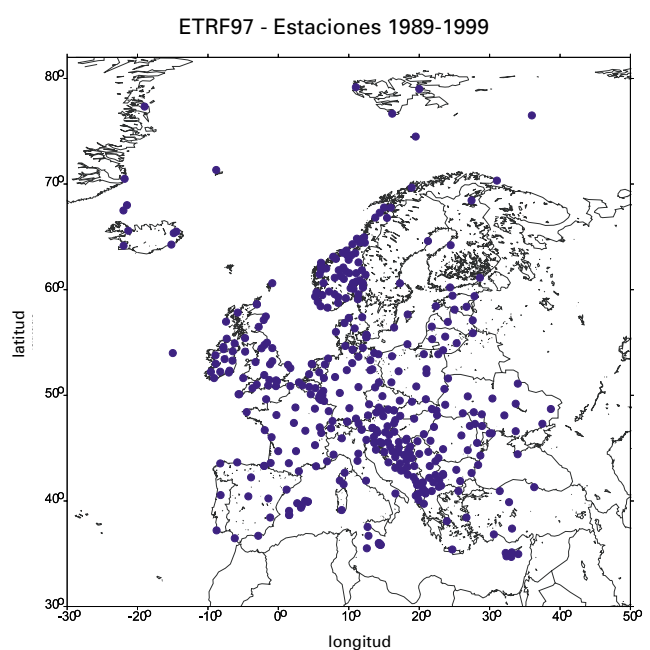 ETRF97 - Estaciones 1989-1999
80º
70º
60º
50º
40º
30º
latitud
-30º -20º -10º 0º 10º 20º 30º 40º 50º
longitud